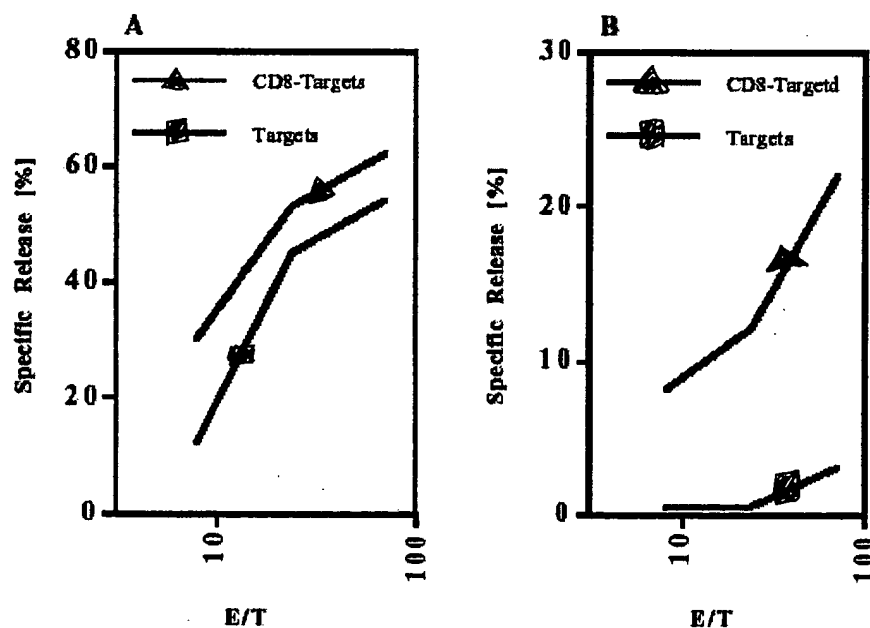 A
80
60
40
20
0
CD8-Targets
Targets
Specific Release [%]
10
100
E/T
B
30
20
10
0
CD8-Targetd
Targets
Specific Release [%]
10
100
E/T